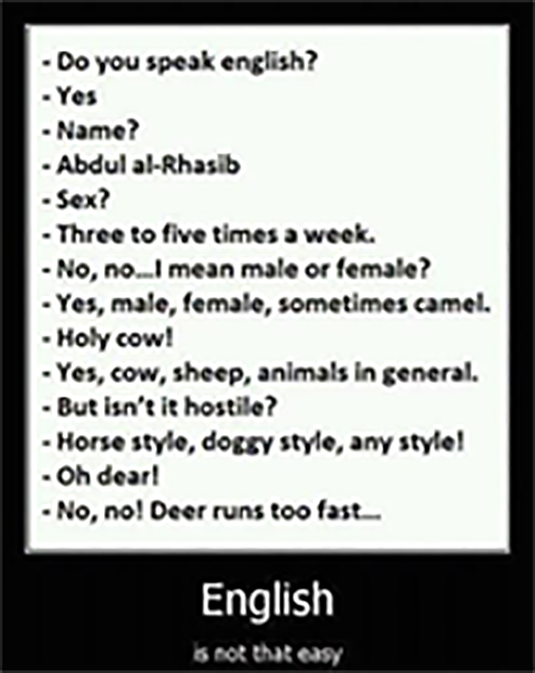 - Do you speak english?
- Yes
- Name?
- Abdul al-Rhasib
- Sex?
- Three to five times a week.
- No, no...I mean male or female?
- Yes, male, female, sometimes camel.
- Holy cow!
- Yes, cow, sheep, animals in general.
- But isn't it hostile?
- Horse style, doggy style, any style!
- Oh dear!
- No, no! Deer runs too fast...
English
is not that easy